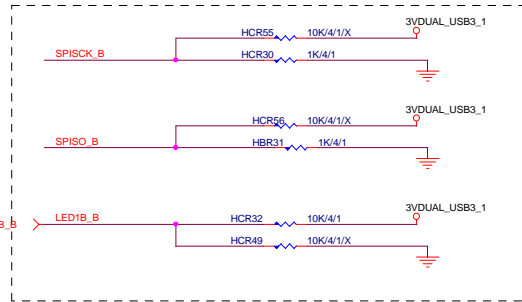 3VDUAL_USB3_1
HCR55 10K/4/1/X
SPISCK_B HCR30 1K/4/1
3VDUAL_USB3_1
HCR56 10K/4/1/X
SPISO_B HBR31 1K/4/1
3VDUAL_USB3_1
B_B LED1B_B HCR32 10K/4/1
HCR49 10K/4/1/X